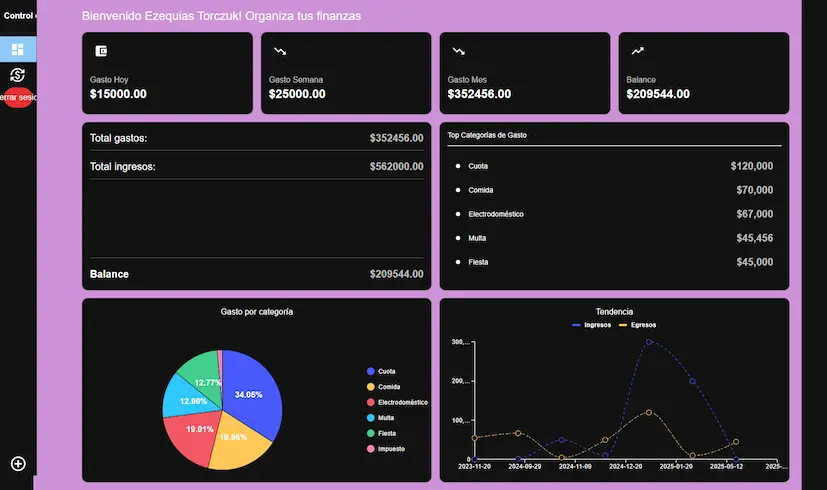 Control
Bienvenido Ezequias Torczuk! Organiza tus finanzas
Gasto Hoy
$15000.00
Gasto Semana
$25000.00
Gasto Mes
$352456.00
Balance
$209544.00
errar sesic
Total gastos: $352456.00
Total ingresos: $562000.00
Balance $209544.00
Top Categorías de Gasto
Cuota $120,000
Comida $70,000
Electrodoméstico $67,000
Multa $45,456
Fiesta $45,000
Gasto por categoría
34.05%
19.86%
19.01%
12.90%
12.77%
Cuota
Comida
Electrodoméstico
Multa
Fiesta
Impuesto
Tendencia
Ingresos Egresos
300,...
200,...
100,...
0
2023-11-20 2024-09-29 2024-11-09 2024-12-20 2025-01-20 2025-05-12 2025-...